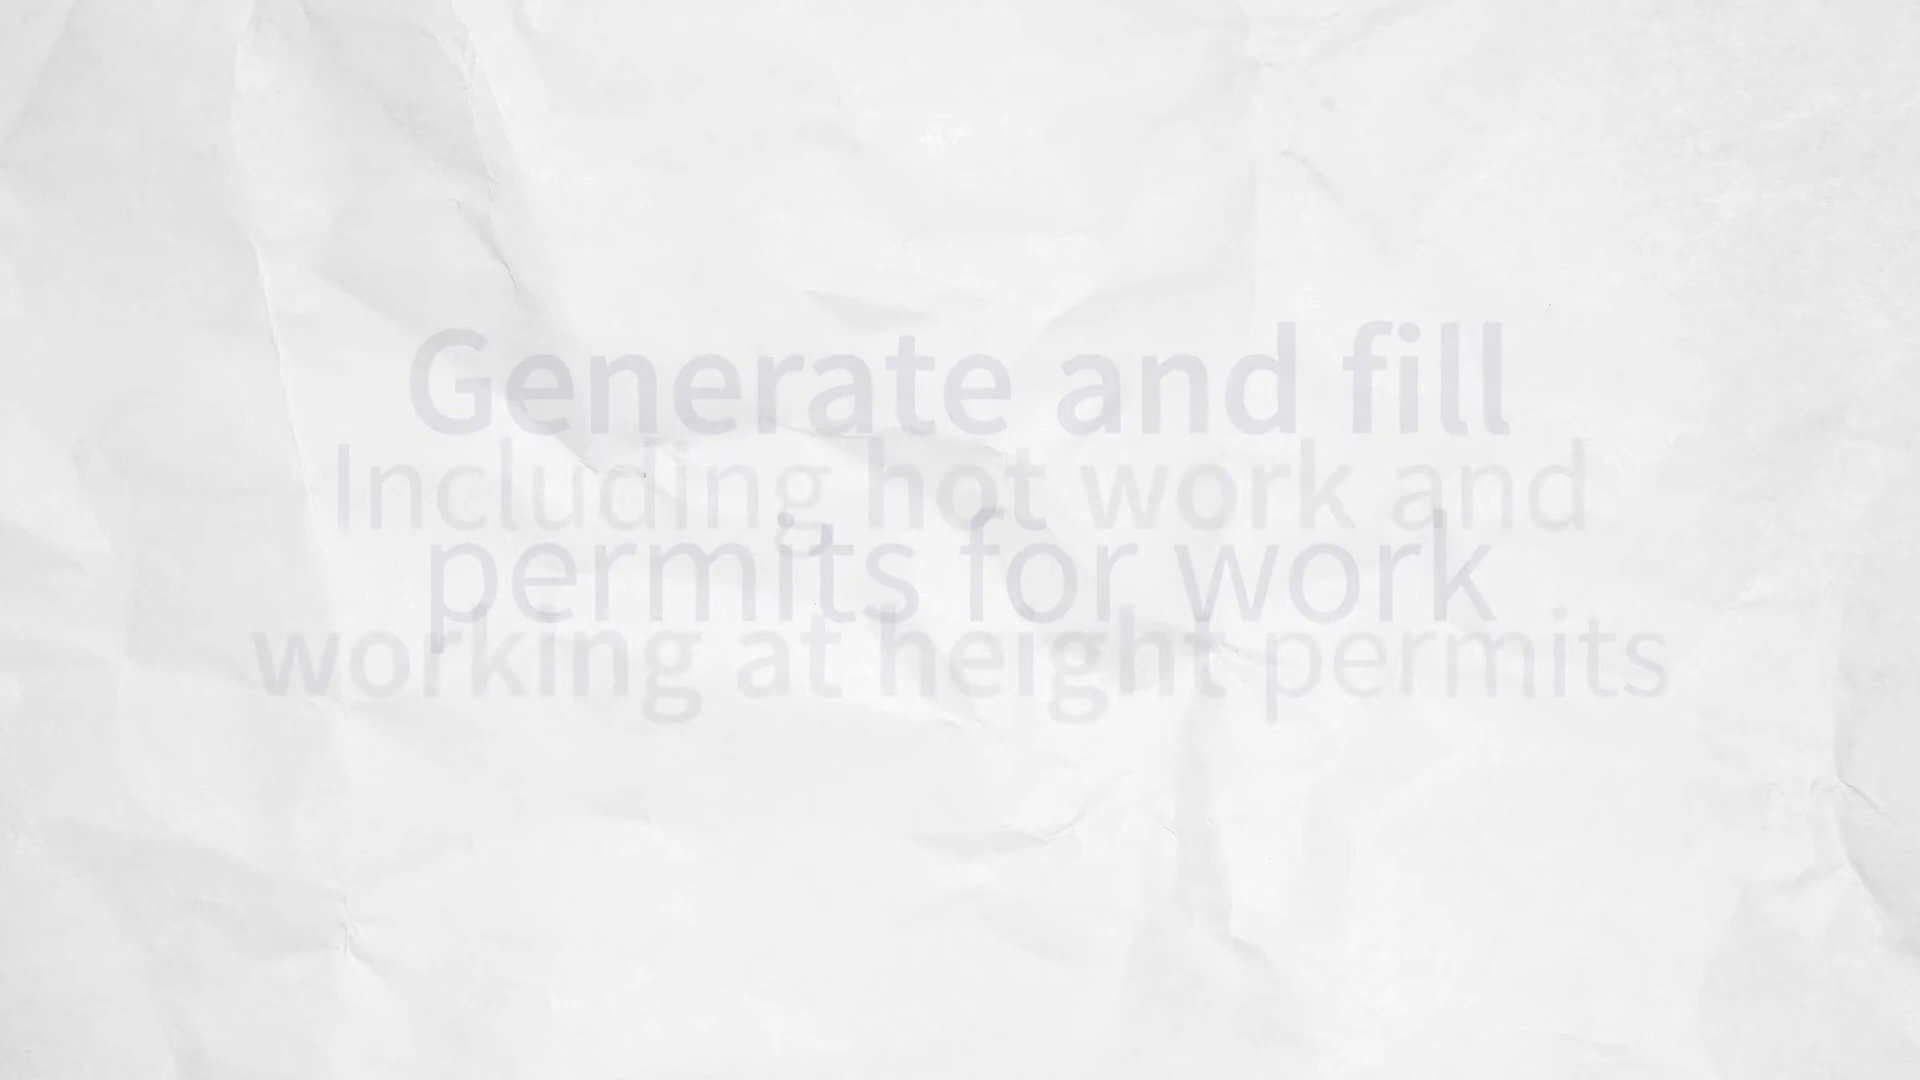 Generate and fill
Including hot work and
permits for work
working at height permits